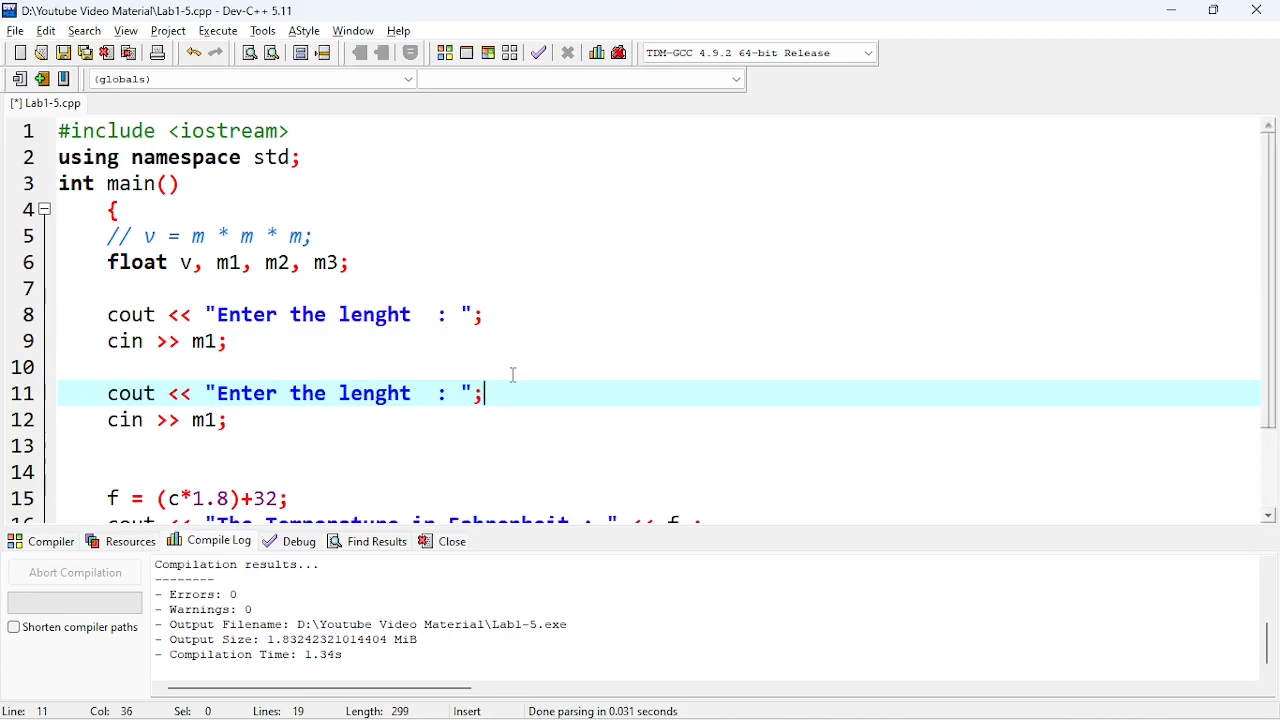 D:\Youtube Video Material\Lab1-5.cpp - Dev-C++ 5.11
File Edit Search View Project Execute Tools AStyle Window Help
TDM-GCC 4.9.2 64-bit Release
(globals)
[*] Lab1-5.cpp
1 #include <iostream>
2 using namespace std;
3 int main()
4 {
5 // v = m * m * m;
6 float v, m1, m2, m3;
7
8 cout << "Enter the lenght  : ";
9 cin >> m1;
10
11 cout << "Enter the lenght  : ";
12 cin >> m1;
13
14
15 f = (c*1.8)+32;
16 cout << "The Temperature in Fahrenheit : " << f ;
Compiler Resources Compile Log Debug Find Results Close
Abort Compilation
Shorten compiler paths
Compilation results...
--------
- Errors: 0
- Warnings: 0
- Output Filename: D:\Youtube Video Material\Lab1-5.exe
- Output Size: 1.83242321014404 MiB
- Compilation Time: 1.34s
Line: 11 Col: 36 Sel: 0 Lines: 19 Length: 299 Insert Done parsing in 0.031 seconds